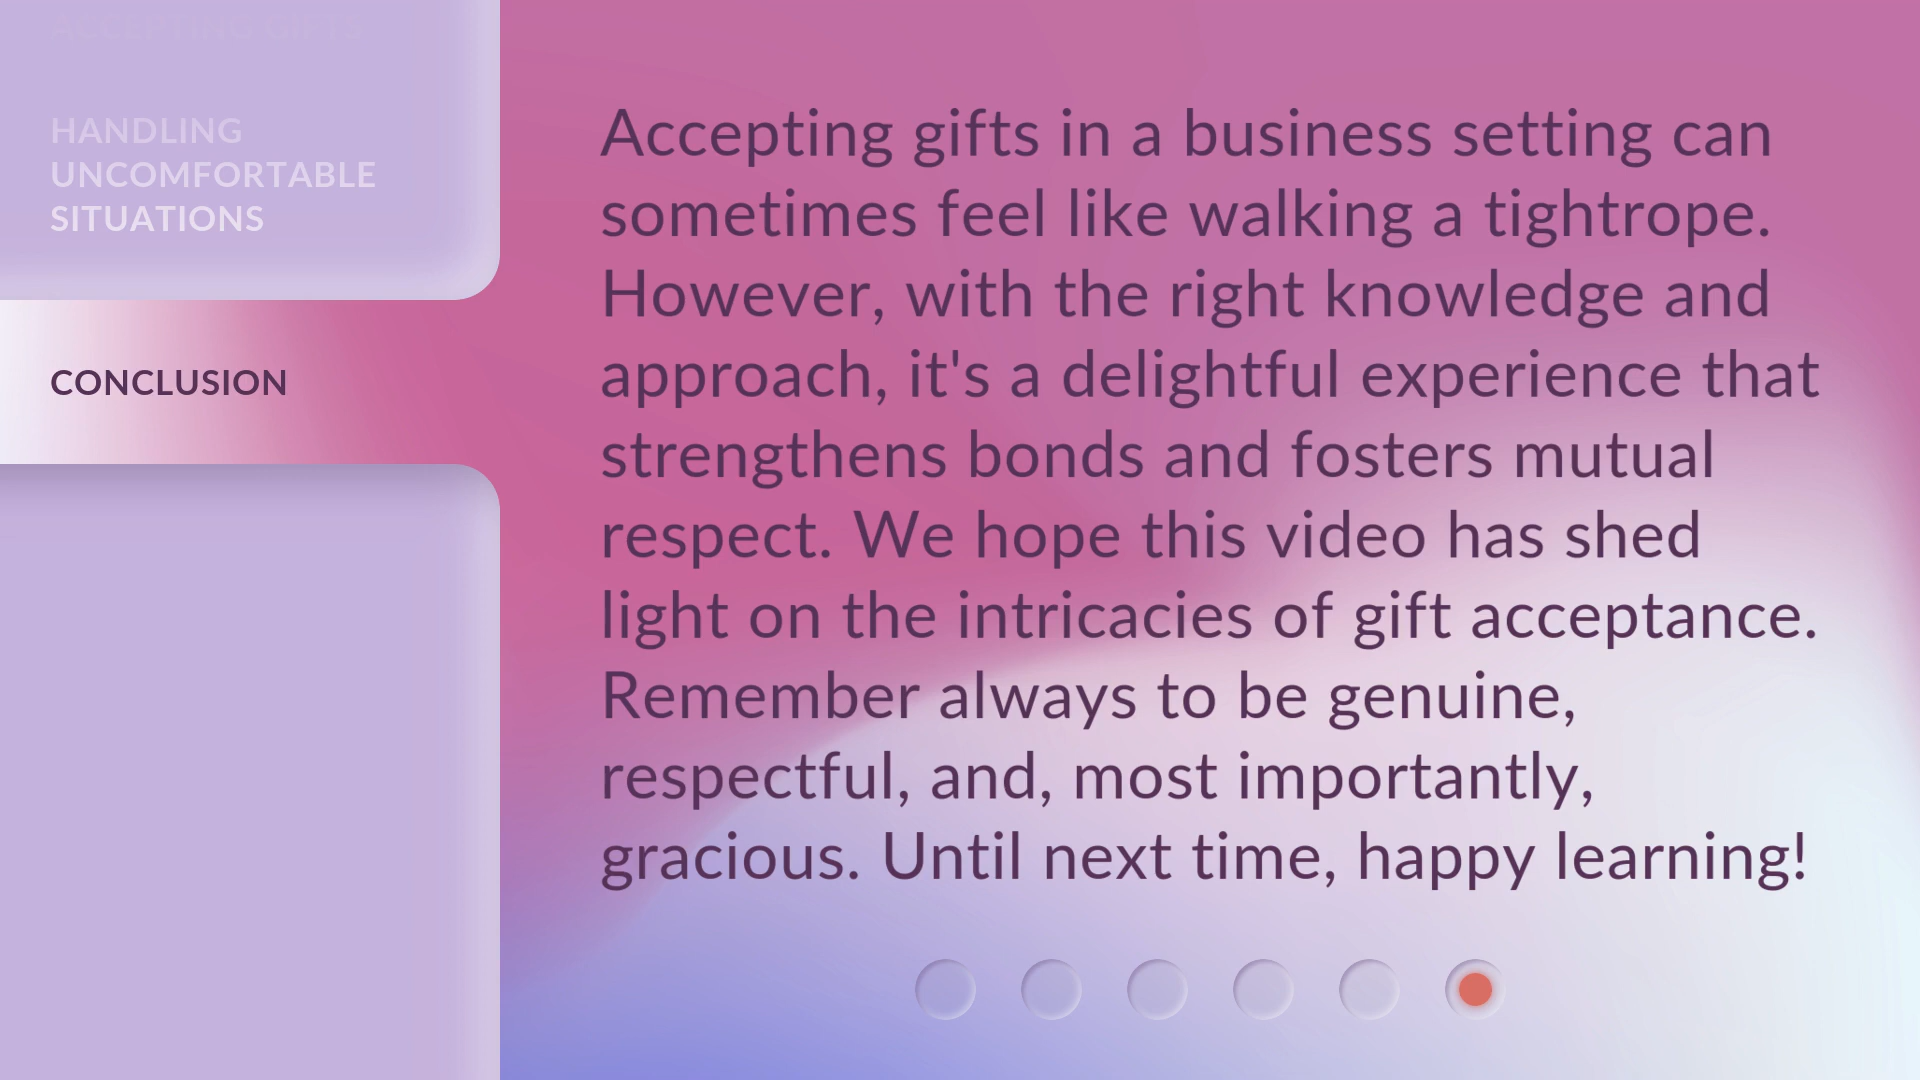 ACCEPTING GIFTS
HANDLING
UNCOMFORTABLE
SITUATIONS
CONCLUSION
Accepting gifts in a business setting can
sometimes feel like walking a tightrope.
However, with the right knowledge and
approach, it's a delightful experience that
strengthens bonds and fosters mutual
respect. We hope this video has shed
light on the intricacies of gift acceptance.
Remember always to be genuine,
respectful, and, most importantly,
gracious. Until next time, happy learning!